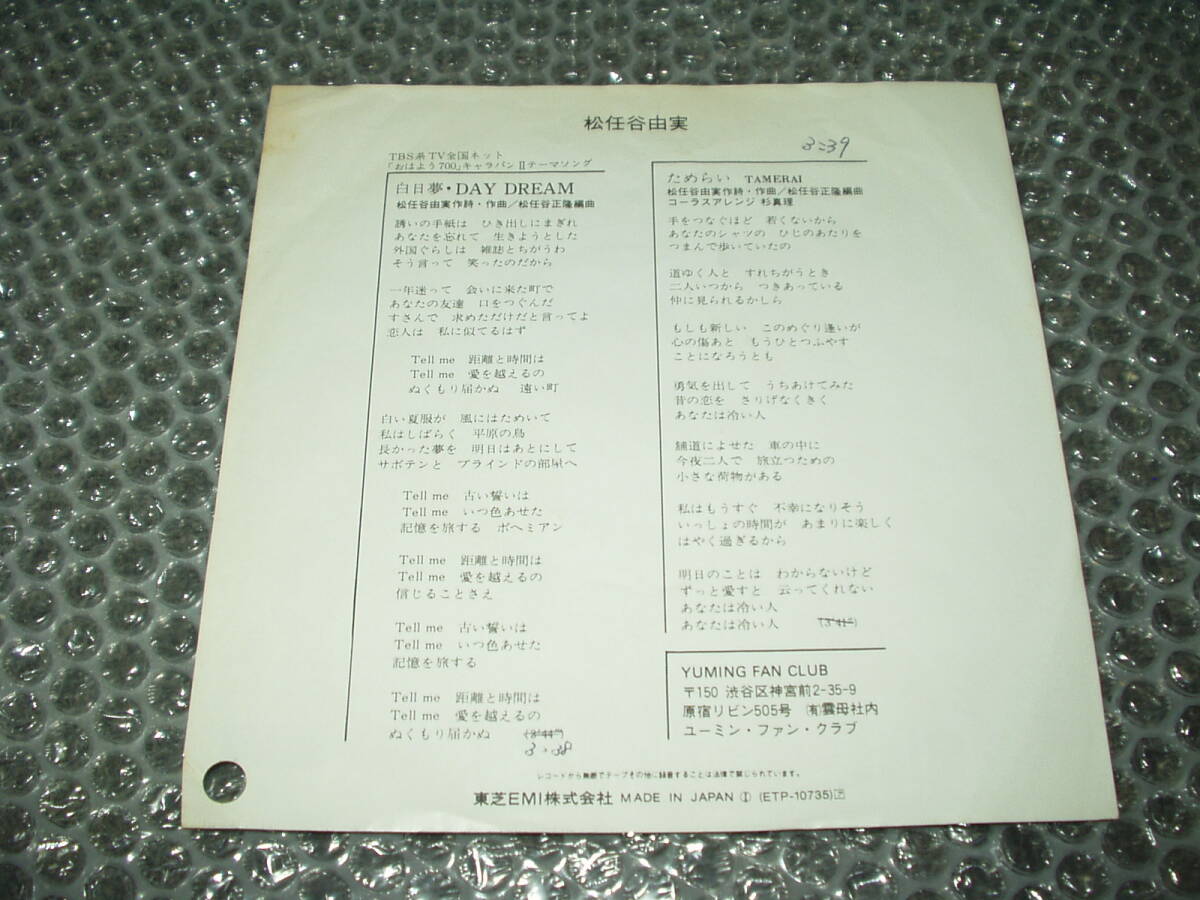 松任谷由実
TBS系TV全国ネット
「おはよう700」キャラバンⅡテーマソング
白日夢・DAY DREAM
松任谷由実作詩・作曲／松任谷正隆編曲
誘いの手紙は ひき出しにまぎれ
あなたを忘れて 生きようとした
外国ぐらしは 雑誌とちがうわ
そう言って 笑ったのだから
一年迷って 会いに来た町で
あなたの友達 口をつぐんだ
すさんで 求めただけだと言ってよ
恋人は 私に似てるはず
Tell me 距離と時間は
Tell me 愛を越えるの
ぬくもり届かぬ 遠い町
白い夏服が 風にはためいて
私はしばらく 平原の鳥
長かった夢を 明日はあとにして
サボテンと ブラインドの部屋へ
Tell me 古い誓いは
Tell me いつ色あせた
記憶を旅する ボヘミアン
Tell me 距離と時間は
Tell me 愛を越えるの
信じることさえ
Tell me 古い誓いは
Tell me いつ色あせた
記憶を旅する
Tell me 距離と時間は
Tell me 愛を越えるの
ぬくもり届かぬ (3'44")
3:38
3:39
ためらい TAMERAI
松任谷由実作詩・作曲／松任谷正隆編曲
コーラスアレンジ 杉真理
手をつなぐほど 若くないから
あなたのシャツの ひじのあたりを
つまんで歩いていたの
道ゆく人と すれちがうとき
二人いつから つきあっている
仲に見られるかしら
もしも新しい このめぐり逢いが
心の傷あと もうひとつふやす
ことになろうとも
勇気を出して うちあけてみた
昔の恋を さりげなくきく
あなたは冷い人
舗道によせた 車の中に
今夜二人で 旅立つための
小さな荷物がある
私はもうすぐ 不幸になりそう
いっしょの時間が あまりに楽しく
はやく過ぎるから
明日のことは わからないけど
ずっと愛すと 云ってくれない
あなたは冷い人
あなたは冷い人 (3'41")
YUMING FAN CLUB
〒150 渋谷区神宮前2-35-9
原宿リビン505号 ㈲雲母社内
ユーミン・ファン・クラブ
レコードから無断でテープその他に録音することは法律で禁じられています。
東芝EMI株式会社 MADE IN JAPAN Ⓘ (ETP-10735)